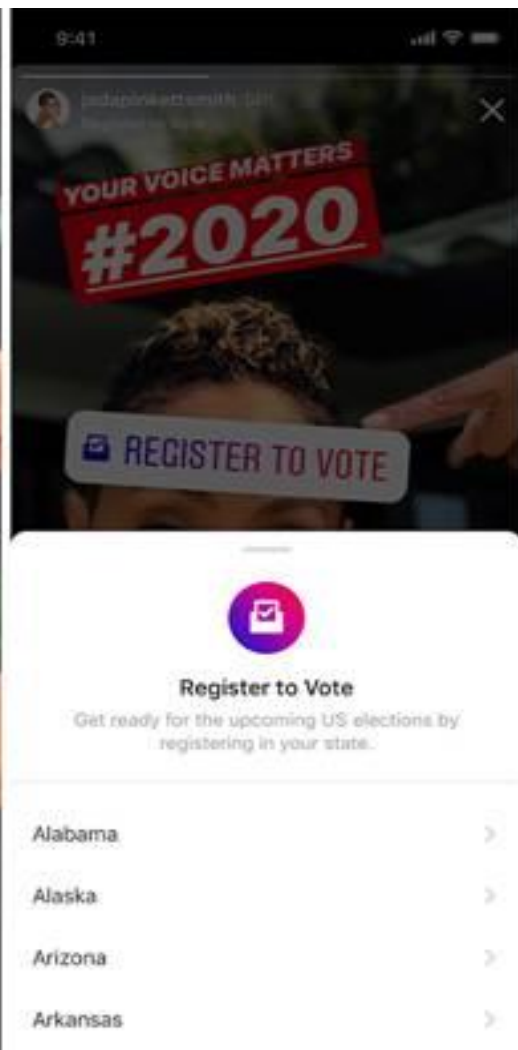 9:41
jadapinkettsmith
YOUR VOICE MATTERS
#2020
REGISTER TO VOTE
Register to Vote
Get ready for the upcoming US elections by
registering in your state.
Alabama
Alaska
Arizona
Arkansas